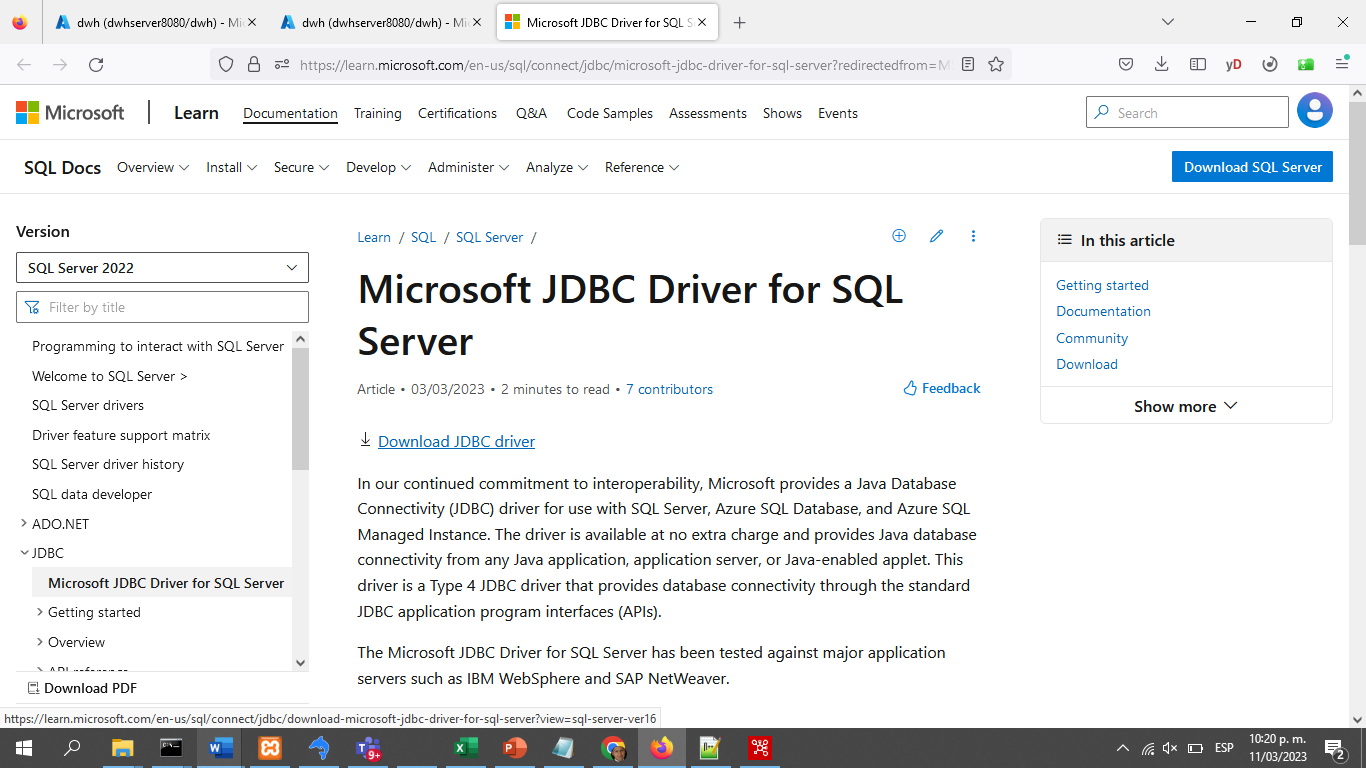 dwh (dwhserver8080/dwh) - Mic
dwh (dwhserver8080/dwh) - Mic
Microsoft JDBC Driver for SQL S
https://learn.microsoft.com/en-us/sql/connect/jdbc/microsoft-jdbc-driver-for-sql-server?redirectedfrom=M
yD
Microsoft
Learn
Documentation
Training
Certifications
Q&A
Code Samples
Assessments
Shows
Events
Search
SQL Docs
Overview
Install
Secure
Develop
Administer
Analyze
Reference
Download SQL Server
Version
SQL Server 2022
Filter by title
Programming to interact with SQL Server
Welcome to SQL Server >
SQL Server drivers
Driver feature support matrix
SQL Server driver history
SQL data developer
ADO.NET
JDBC
Microsoft JDBC Driver for SQL Server
Getting started
Overview
API reference
Download PDF
Learn / SQL / SQL Server /
Microsoft JDBC Driver for SQL
Server
Article • 03/03/2023 • 2 minutes to read • 7 contributors
Feedback
Download JDBC driver
In our continued commitment to interoperability, Microsoft provides a Java Database
Connectivity (JDBC) driver for use with SQL Server, Azure SQL Database, and Azure SQL
Managed Instance. The driver is available at no extra charge and provides Java database
connectivity from any Java application, application server, or Java-enabled applet. This
driver is a Type 4 JDBC driver that provides database connectivity through the standard
JDBC application program interfaces (APIs).
The Microsoft JDBC Driver for SQL Server has been tested against major application
servers such as IBM WebSphere and SAP NetWeaver.
In this article
Getting started
Documentation
Community
Download
Show more
https://learn.microsoft.com/en-us/sql/connect/jdbc/download-microsoft-jdbc-driver-for-sql-server?view=sql-server-ver16
9+
ESP
10:20 p. m.
11/03/2023
2